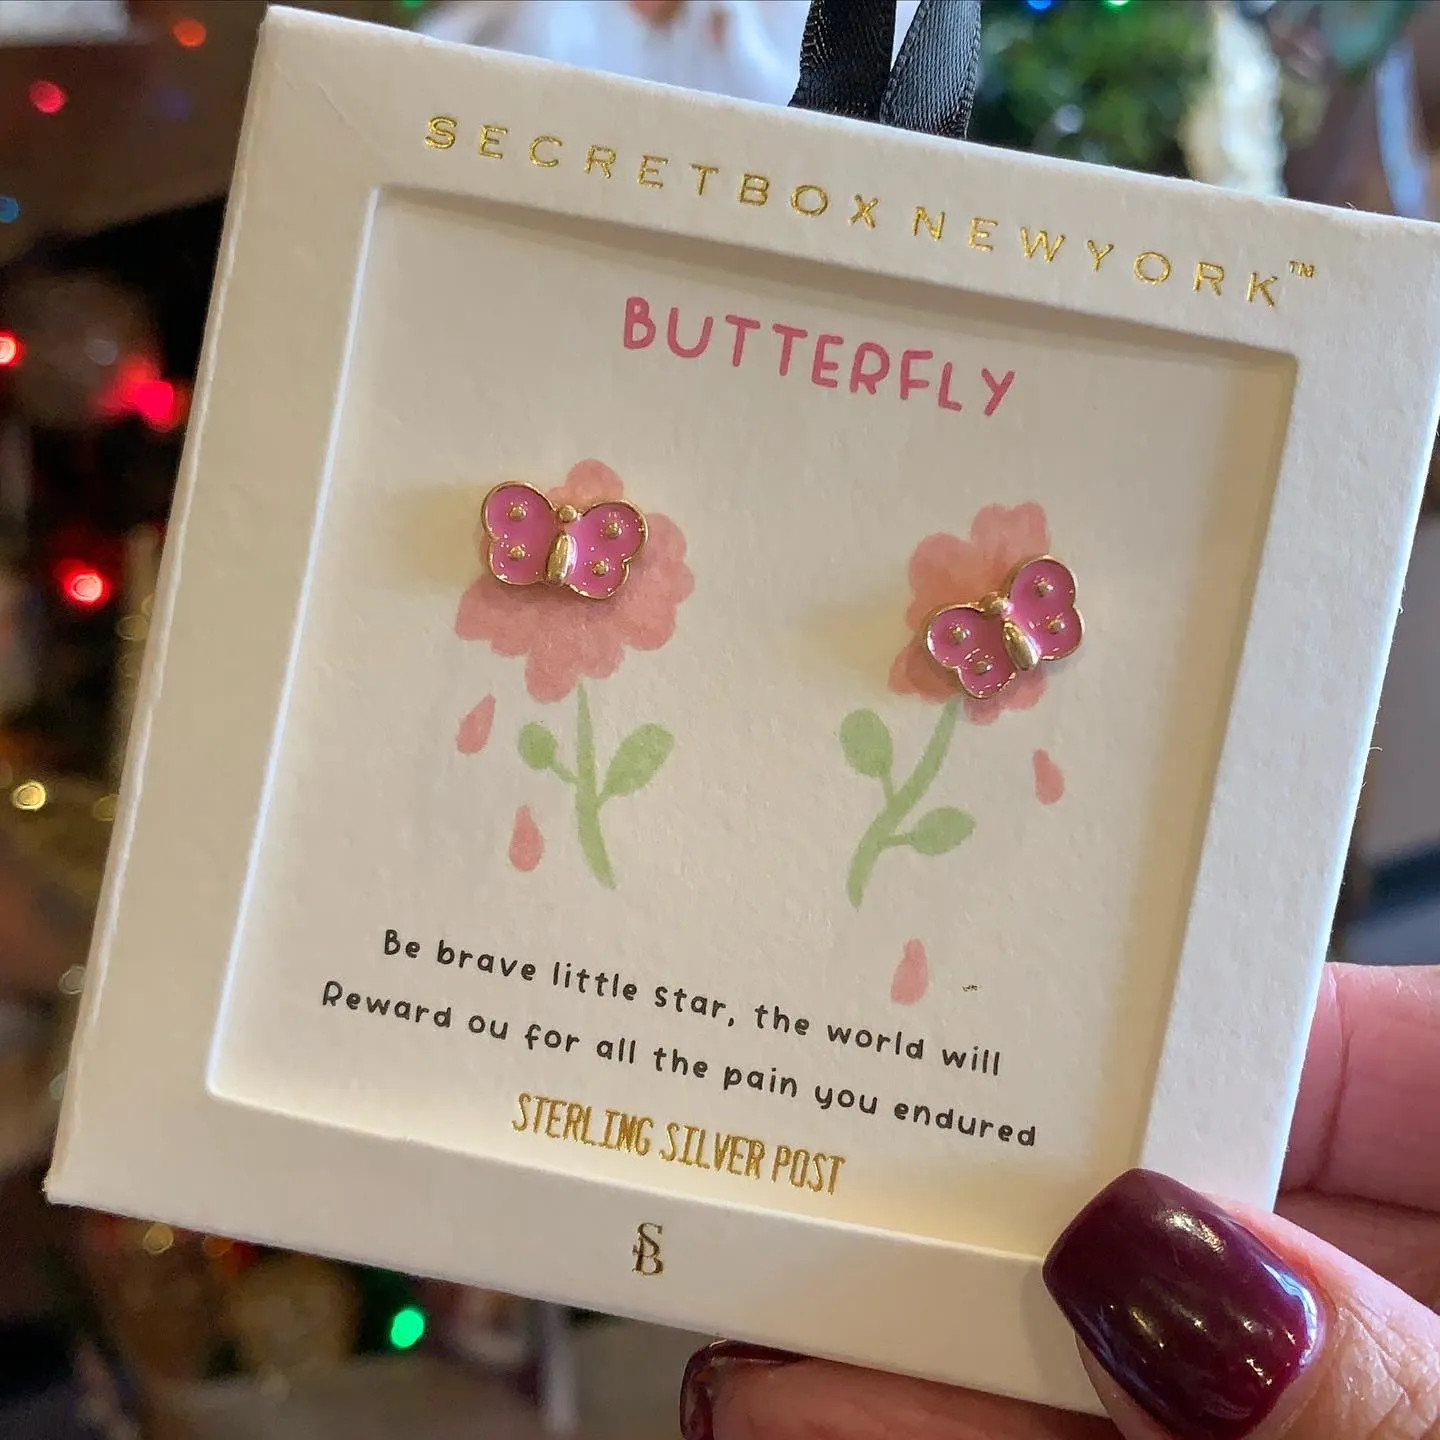 SECRETBOX NEWYORK™
BUTTERFLY
Be brave little star, the world will
Reward ou for all the pain you endured
STERLING SILVER POST
SB